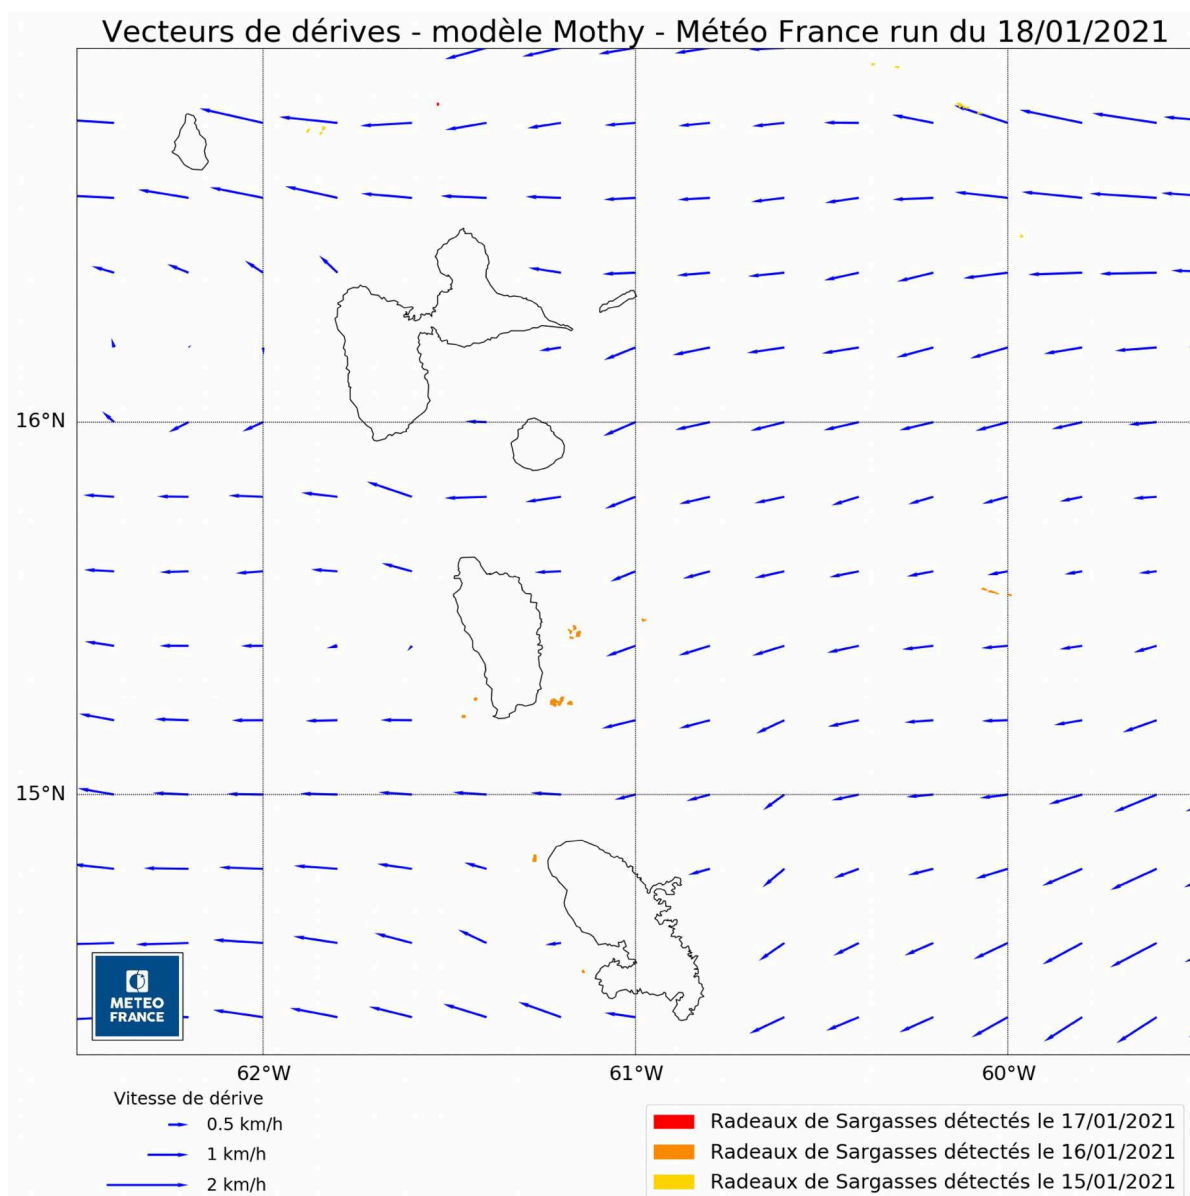 Vecteurs de dérives - modèle Mothy - Météo France run du 18/01/2021
16°N
15°N
METEO
FRANCE
62°W
61°W
60°W
Vitesse de dérive
0.5 km/h
1 km/h
2 km/h
Radeaux de Sargasses détectés le 17/01/2021
Radeaux de Sargasses détectés le 16/01/2021
Radeaux de Sargasses détectés le 15/01/2021